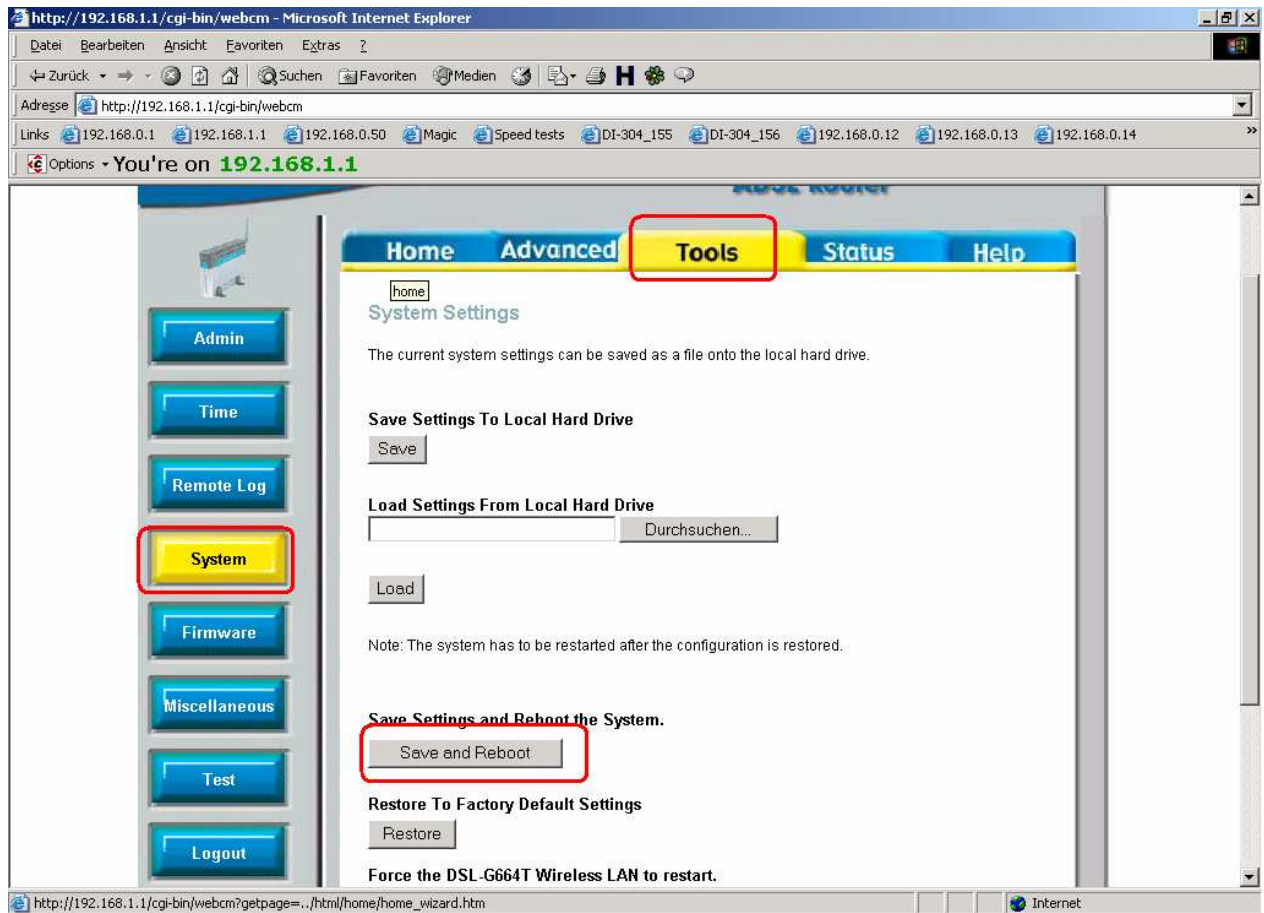 http://192.168.1.1/cgi-bin/webcm - Microsoft Internet Explorer
Datei Bearbeiten Ansicht Favoriten Extras ?
Zurück Suchen Favoriten Medien H
Adresse http://192.168.1.1/cgi-bin/webcm
Links 192.168.0.1 192.168.1.1 192.168.0.50 Magic Speed tests DI-304_155 DI-304_156 192.168.0.12 192.168.0.13 192.168.0.14 »
Options You're on 192.168.1.1
ADSL Router
Home Advanced Tools Status Help
home
System Settings
Admin
The current system settings can be saved as a file onto the local hard drive.
Time
Save Settings To Local Hard Drive
Save
Remote Log
Load Settings From Local Hard Drive
Durchsuchen...
System
Load
Firmware
Note: The system has to be restarted after the configuration is restored.
Miscellaneous
Save Settings and Reboot the System.
Save and Reboot
Test
Restore To Factory Default Settings
Restore
Logout
Force the DSL-G664T Wireless LAN to restart.
http://192.168.1.1/cgi-bin/webcm?getpage=../html/home/home_wizard.htm Internet